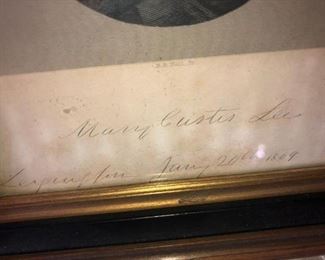 Mary Custis Lee
Lexington Jany 20th 1869